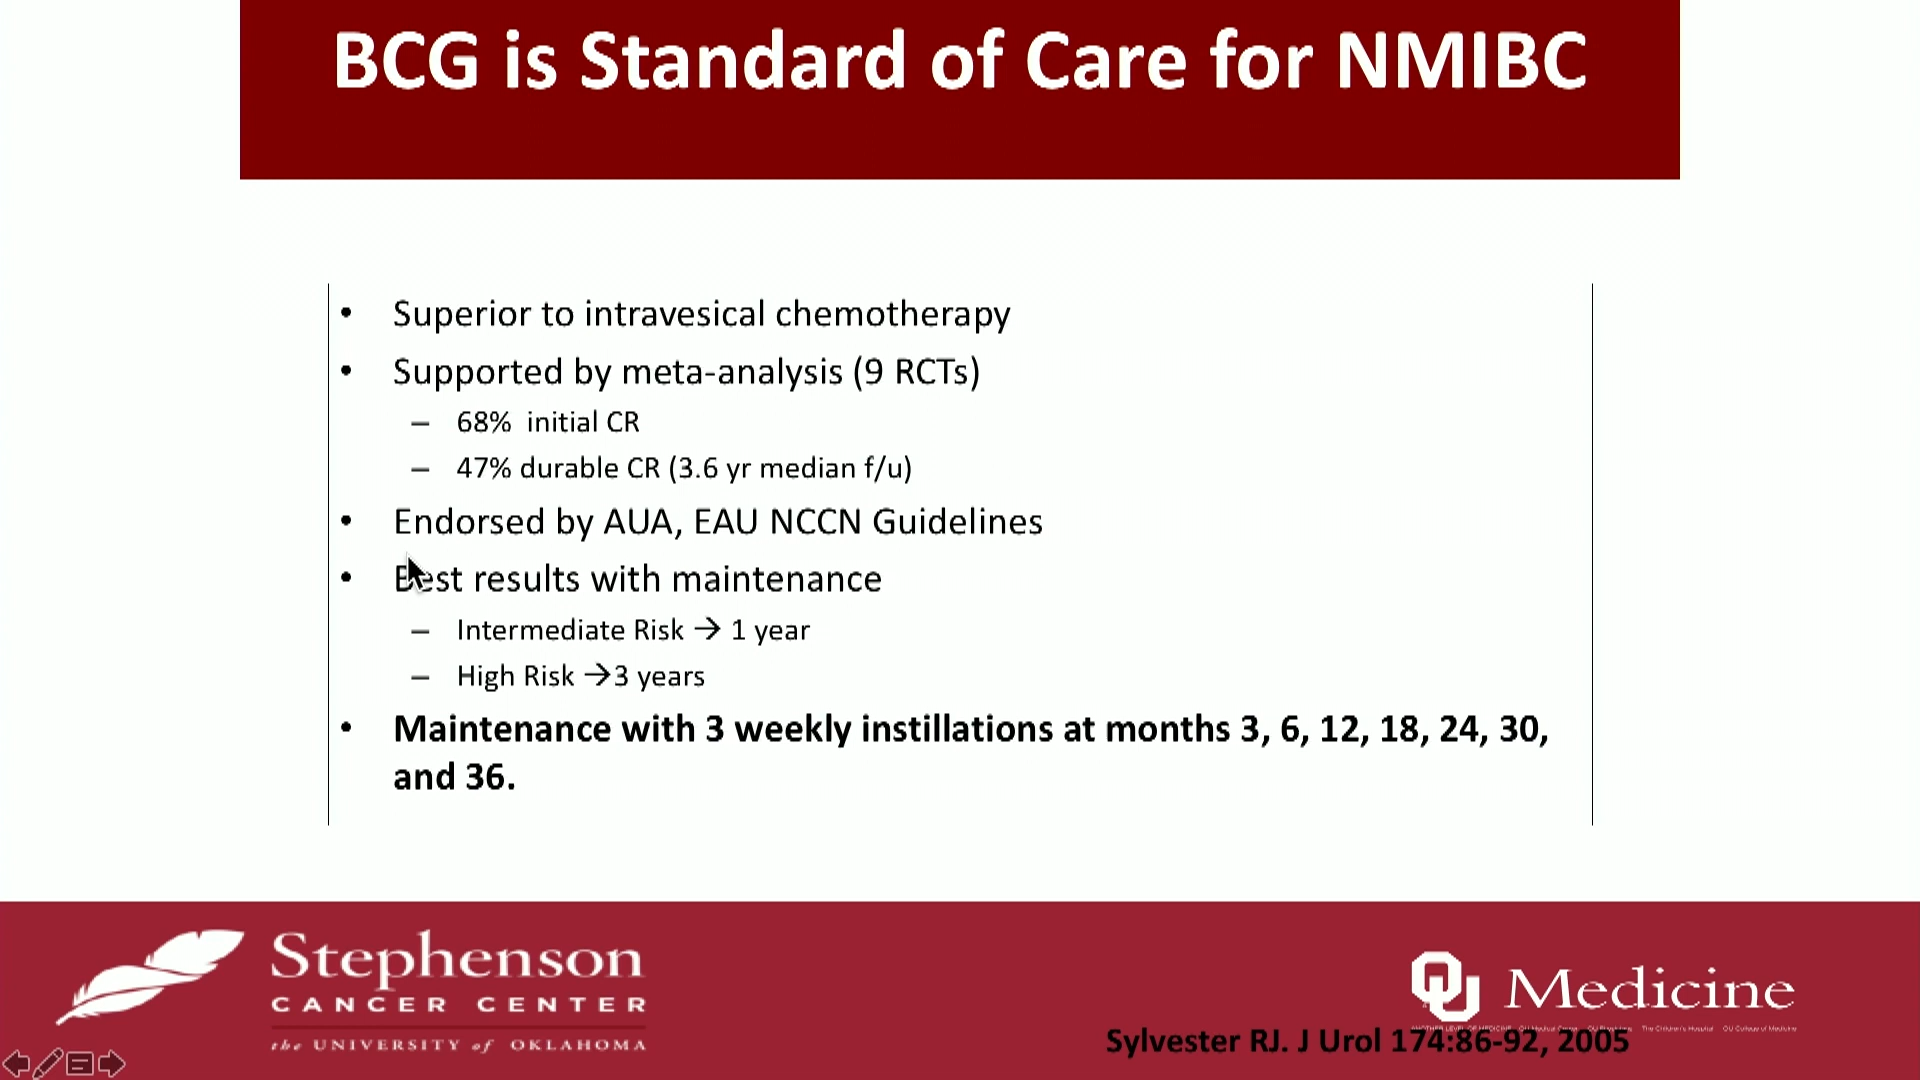 BCG is Standard of Care for NMIBC
• Superior to intravesical chemotherapy
• Supported by meta-analysis (9 RCTs)
– 68% initial CR
– 47% durable CR (3.6 yr median f/u)
• Endorsed by AUA, EAU NCCN Guidelines
• Best results with maintenance
– Intermediate Risk → 1 year
– High Risk →3 years
• Maintenance with 3 weekly instillations at months 3, 6, 12, 18, 24, 30,
and 36.
Stephenson
CANCER CENTER
the UNIVERSITY of OKLAHOMA
OU Medicine
Sylvester RJ. J Urol 174:86-92, 2005